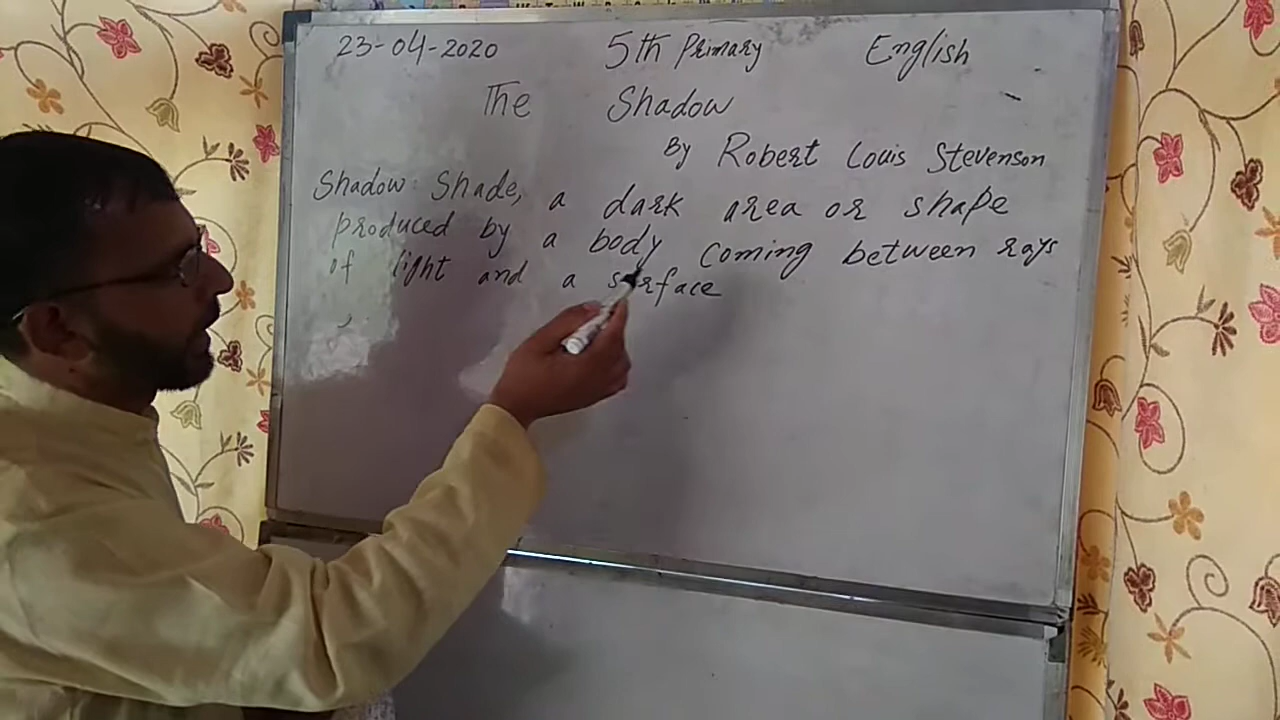 23-04-2020 5th Primary English
The Shadow
By Robert Louis Stevenson
Shadow: Shade, a dark area or shape
produced by a body coming between rays
of light and a surface